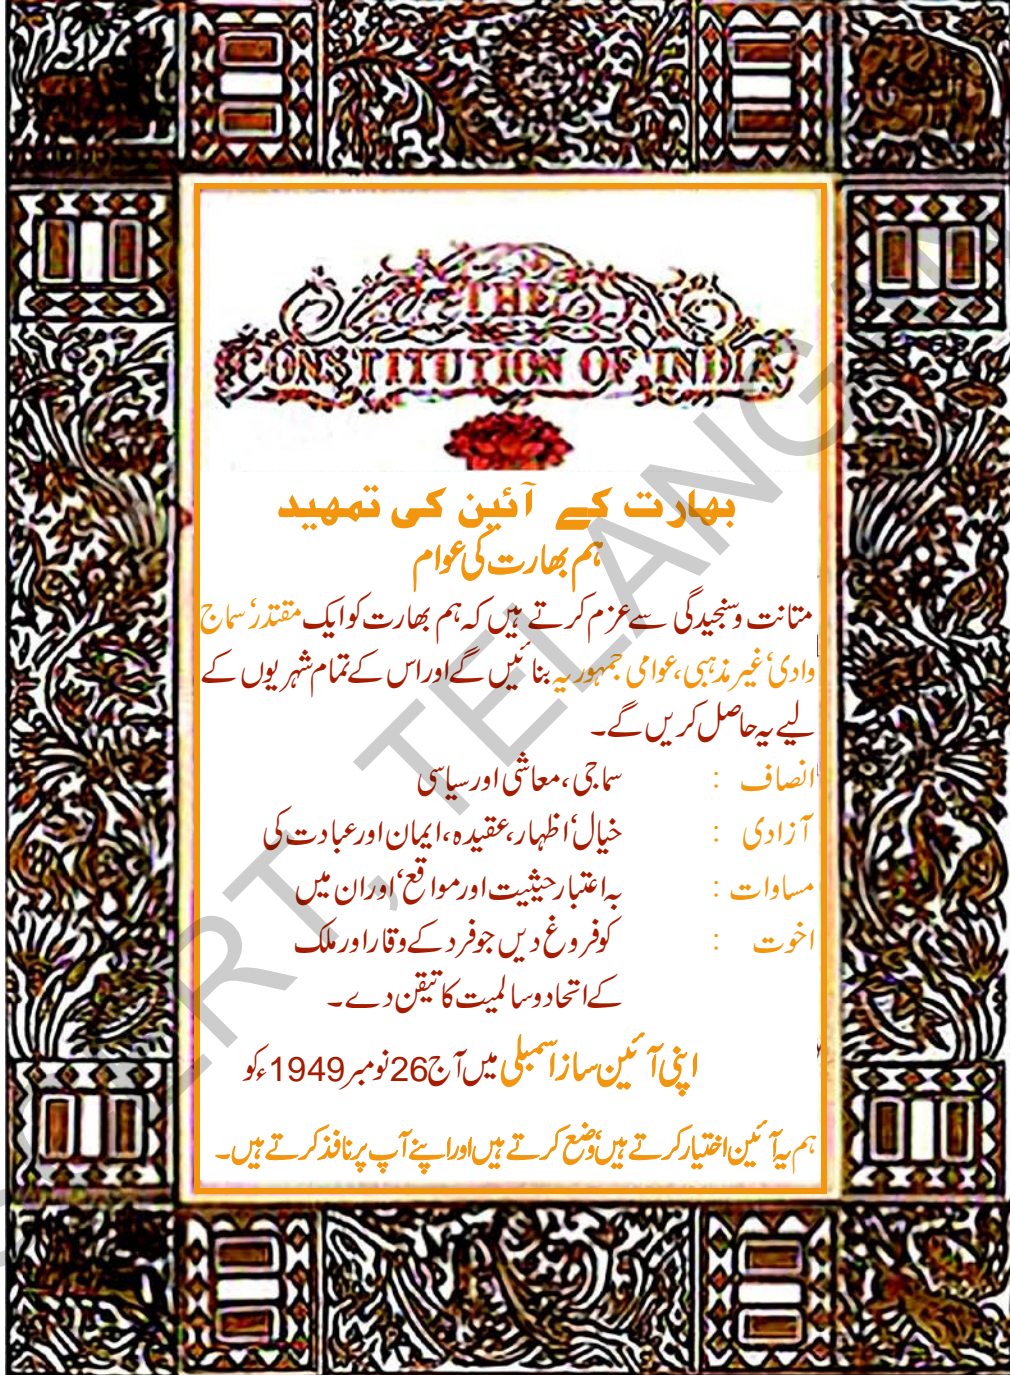 THE
CONSTITUTION OF INDIA
بھارت کے آئین کی تمھید
ہم بھارت کی عوام
متانت و سنجیدگی سے عزم کرتے ہیں کہ ہم بھارت کو ایک مقتدر، سماج
وادی، غیر مذہبی، عوامی جمہوریہ بنائیں گے اور اس کے تمام شہریوں کے
لیے یہ حاصل کریں گے۔
انصاف : سماجی، معاشی اور سیاسی
آزادی : خیال، اظہار، عقیدہ، ایمان اور عبادت کی
مساوات : بہ اعتبار حیثیت اور مواقع، اور ان میں
اخوت : کو فروغ دیں جو فرد کے وقار اور ملک
کے اتحاد و سالمیت کا تیقن دے۔
اپنی آئین ساز اسمبلی میں آج 26 نومبر 1949ء کو
ہم یہ آئین اختیار کرتے ہیں، وضع کرتے ہیں اور اپنے آپ پر نافذ کرتے ہیں۔
ERT, TELANG